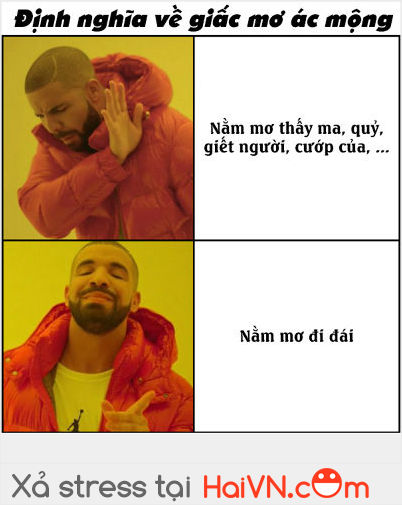 Định nghĩa về giấc mơ ác mộng
Nằm mơ thấy ma, quỷ,
giết người, cướp của, ...
Nằm mơ đi đái
Xả stress tại HaiVN.com